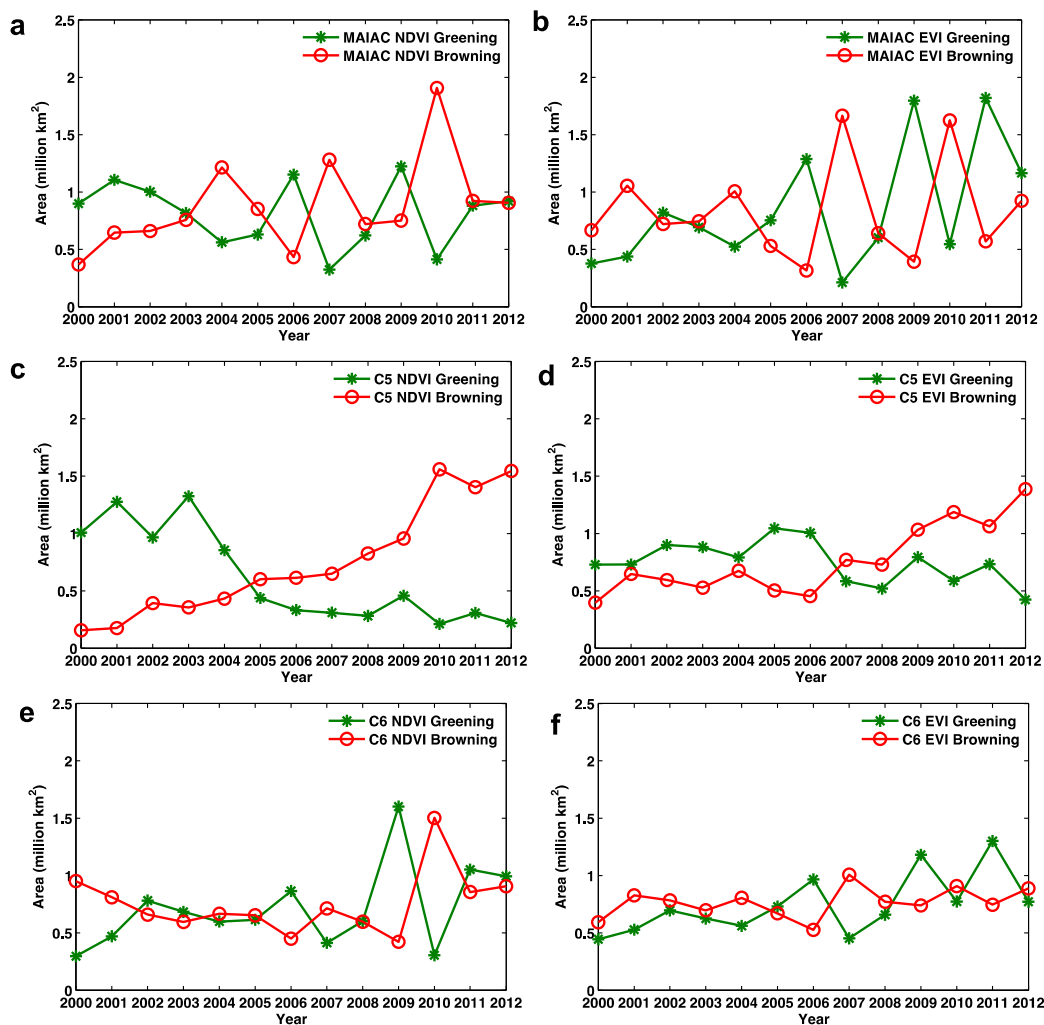 a
MAIAC NDVI Greening
MAIAC NDVI Browning
2.5
2
1.5
1
0.5
0
Area (million km²)
2000 2001 2002 2003 2004 2005 2006 2007 2008 2009 2010 2011 2012
Year
b
MAIAC EVI Greening
MAIAC EVI Browning
2.5
2
1.5
1
0.5
0
Area (million km²)
2000 2001 2002 2003 2004 2005 2006 2007 2008 2009 2010 2011 2012
Year
c
C5 NDVI Greening
C5 NDVI Browning
2.5
2
1.5
1
0.5
0
Area (million km²)
2000 2001 2002 2003 2004 2005 2006 2007 2008 2009 2010 2011 2012
Year
d
C5 EVI Greening
C5 EVI Browning
2.5
2
1.5
1
0.5
0
Area (million km²)
2000 2001 2002 2003 2004 2005 2006 2007 2008 2009 2010 2011 2012
Year
e
C6 NDVI Greening
C6 NDVI Browning
2.5
2
1.5
1
0.5
0
Area (million km²)
2000 2001 2002 2003 2004 2005 2006 2007 2008 2009 2010 2011 2012
Year
f
C6 EVI Greening
C6 EVI Browning
2.5
2
1.5
1
0.5
0
Area (million km²)
2000 2001 2002 2003 2004 2005 2006 2007 2008 2009 2010 2011 2012
Year